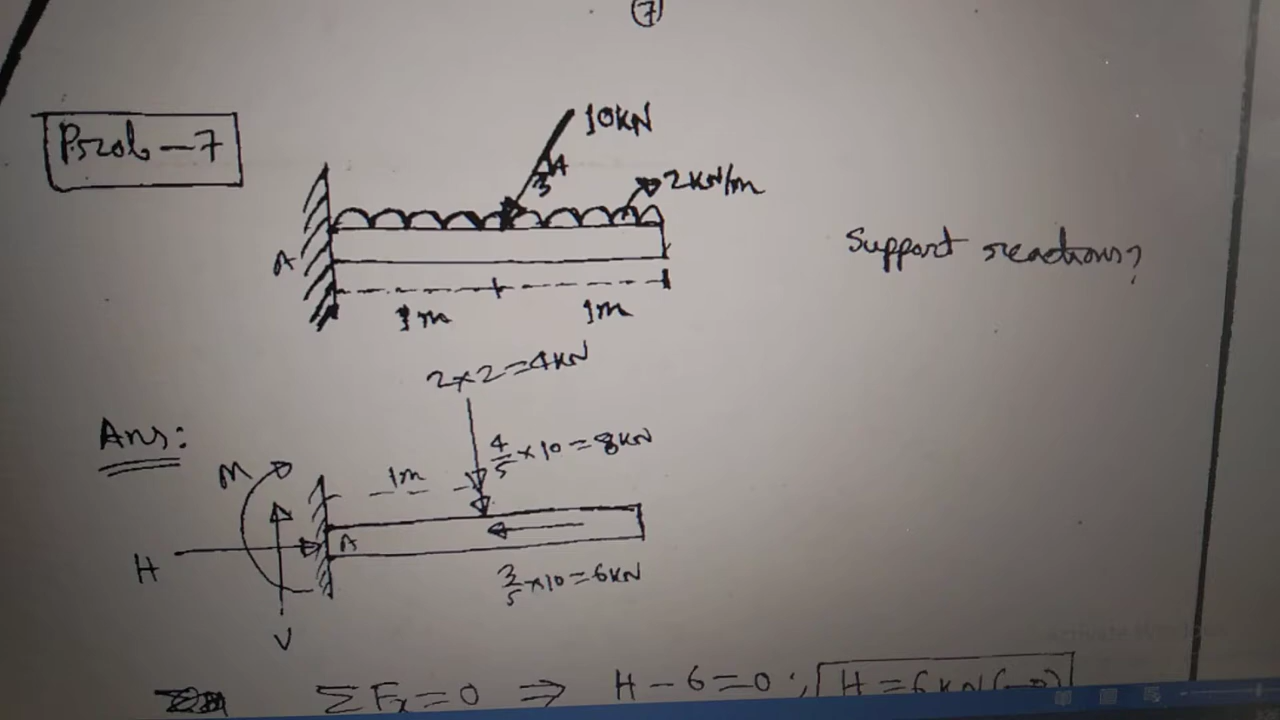 7
Prob-7
10KN
3 4
2KN/m
A
Support reactions?
1m 1m
2×2=4KN
Ans:
4/5 ×10=8KN
M
1m
A
H
3/5 ×10=6KN
V
ΣFx=0 ⇒ H-6=0; H=6KN(→)